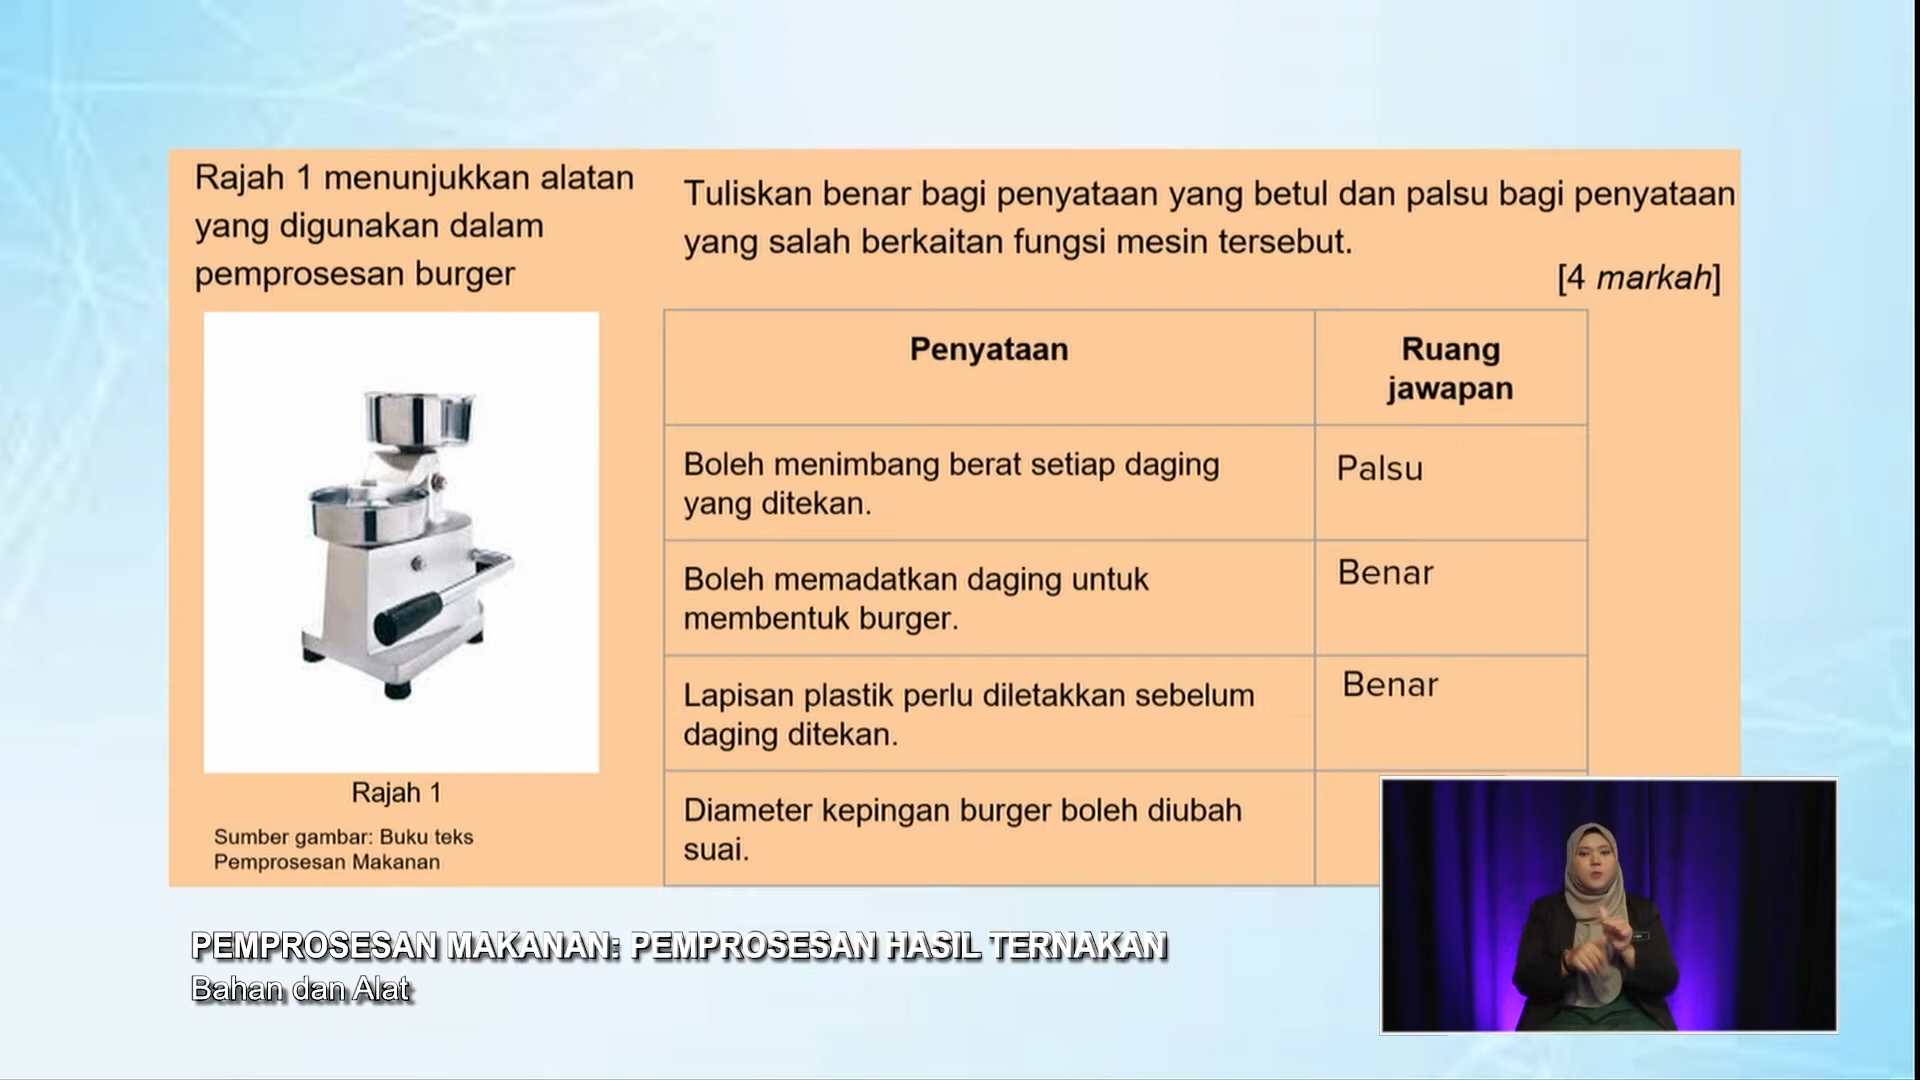 Rajah 1 menunjukkan alatan
yang digunakan dalam
pemprosesan burger
Rajah 1
Sumber gambar: Buku teks
Pemprosesan Makanan
Tuliskan benar bagi penyataan yang betul dan palsu bagi penyataan
yang salah berkaitan fungsi mesin tersebut.
[4 markah]
Penyataan
Ruang
jawapan
Boleh menimbang berat setiap daging
yang ditekan.
Palsu
Boleh memadatkan daging untuk
membentuk burger.
Benar
Lapisan plastik perlu diletakkan sebelum
daging ditekan.
Benar
Diameter kepingan burger boleh diubah
suai.
PEMPROSESAN MAKANAN: PEMPROSESAN HASIL TERNAKAN
Bahan dan Alat